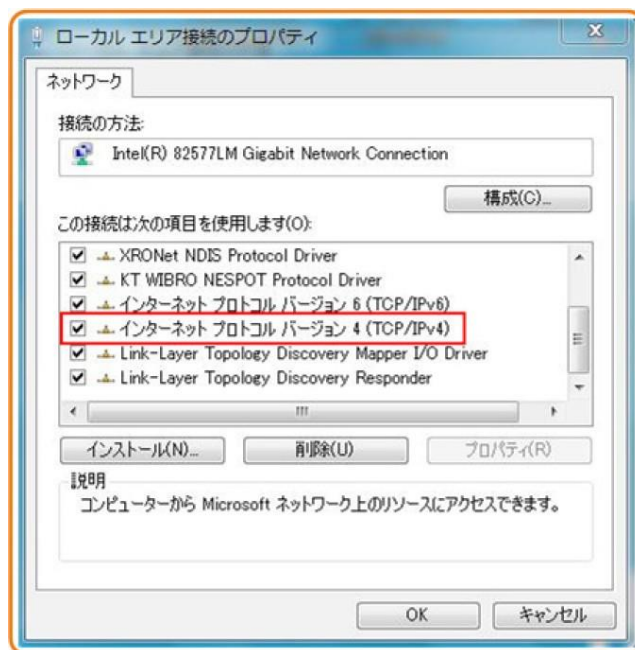 ローカル エリア接続のプロパティ
ネットワーク
接続の方法:
Intel(R) 82577LM Gigabit Network Connection
構成(C)...
この接続は次の項目を使用します(O):
XRONet NDIS Protocol Driver
KT WIBRO NESPOT Protocol Driver
インターネット プロトコル バージョン 6 (TCP/IPv6)
インターネット プロトコル バージョン 4 (TCP/IPv4)
Link-Layer Topology Discovery Mapper I/O Driver
Link-Layer Topology Discovery Responder
インストール(N)... 削除(U) プロパティ(R)
説明
コンピューターから Microsoft ネットワーク上のリソースにアクセスできます。
OK キャンセル